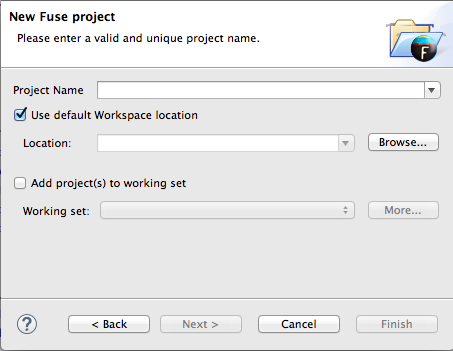 New Fuse project
Please enter a valid and unique project name.
F
Project Name
Use default Workspace location
Location:
Browse...
Add project(s) to working set
Working set:
More...
?
< Back
Next >
Cancel
Finish